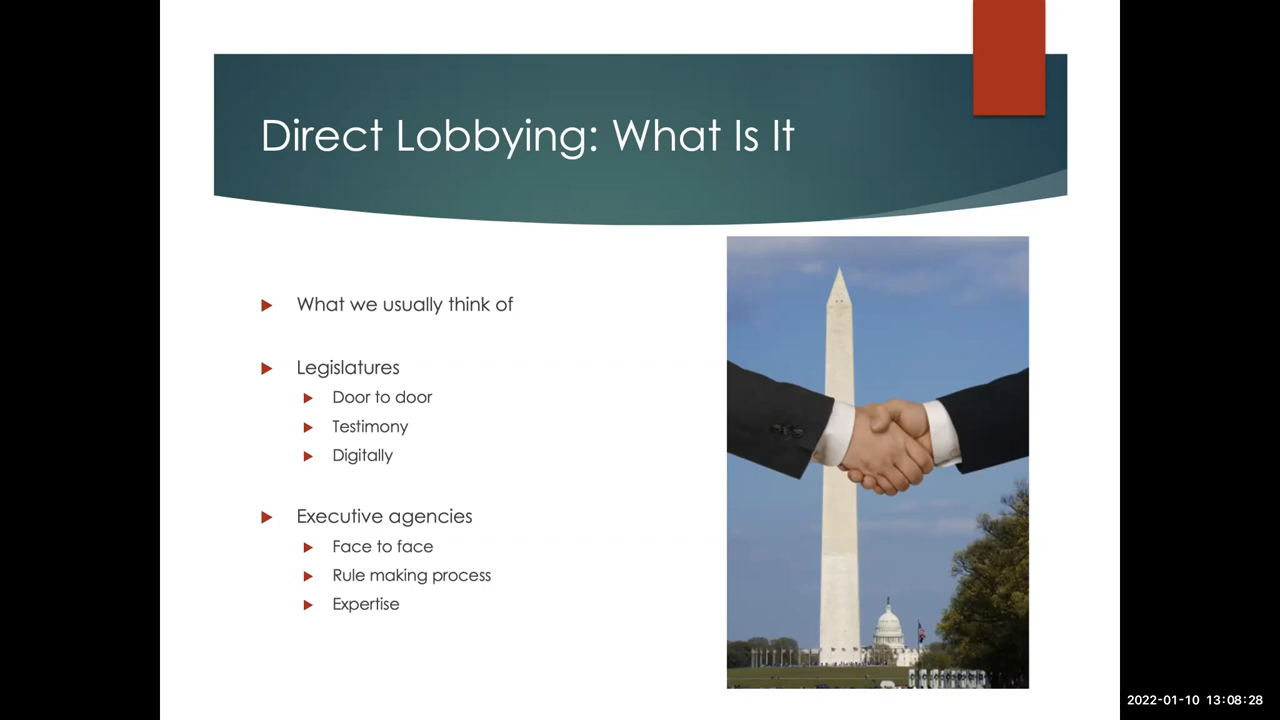 Direct Lobbying: What Is It
What we usually think of
Legislatures
Door to door
Testimony
Digitally
Executive agencies
Face to face
Rule making process
Expertise
2022-01-10 13:08:28